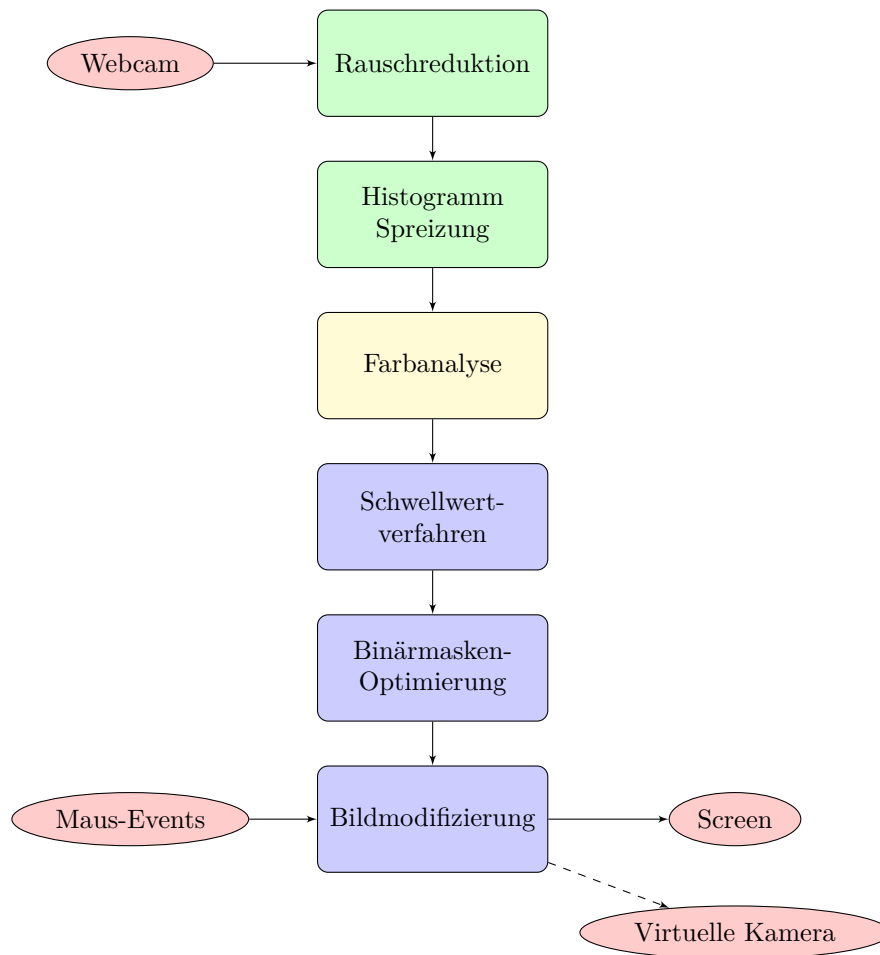 Webcam
Rauschreduktion
Histogramm
Spreizung
Farbanalyse
Schwellwert-
verfahren
Binärmasken-
Optimierung
Maus-Events
Bildmodifizierung
Screen
Virtuelle Kamera